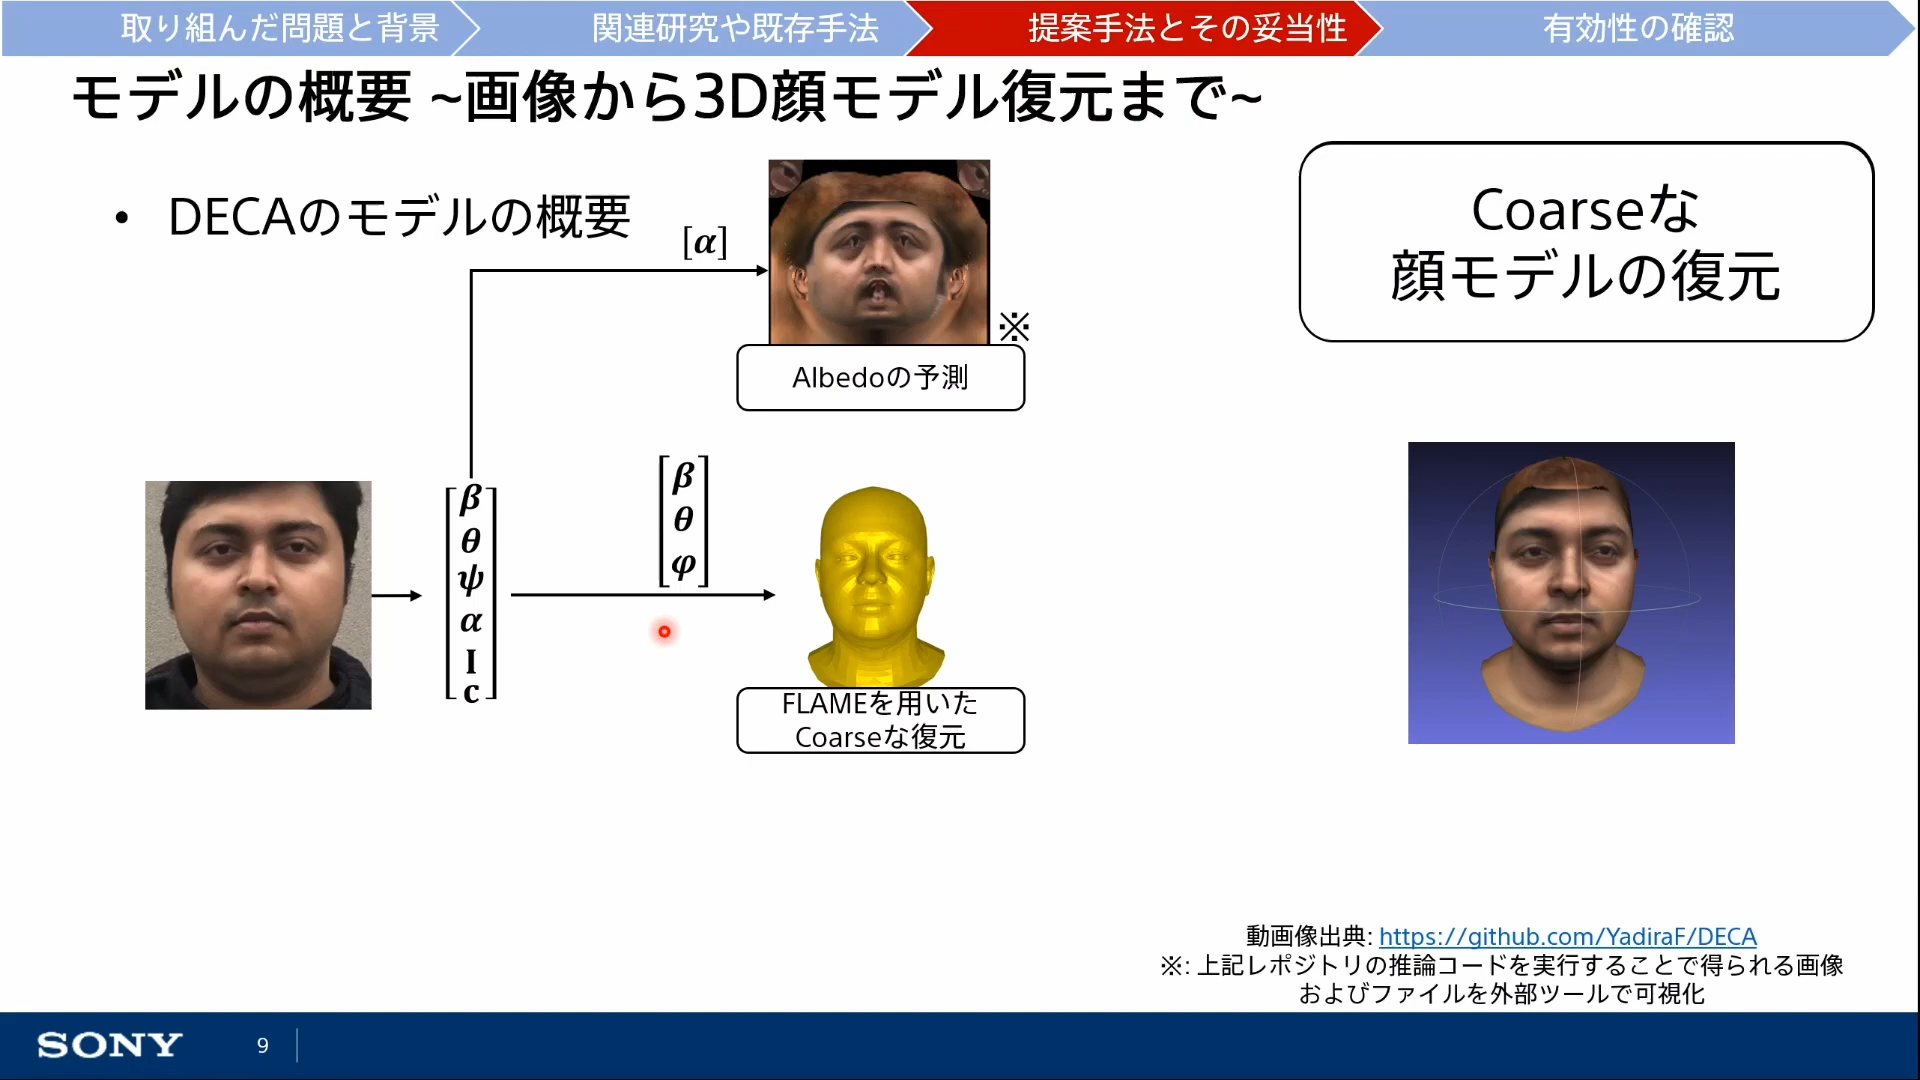 取り組んだ問題と背景
関連研究や既存手法
提案手法とその妥当性
有効性の確認
モデルの概要 ~画像から3D顔モデル復元まで~
• DECAのモデルの概要
[α]
※
Albedoの予測
Coarseな
顔モデルの復元
β
θ
ψ
α
I
c
β
θ
φ
FLAMEを用いた
Coarseな復元
動画像出典: https://github.com/YadiraF/DECA
※: 上記レポジトリの推論コードを実行することで得られる画像
およびファイルを外部ツールで可視化
SONY
9